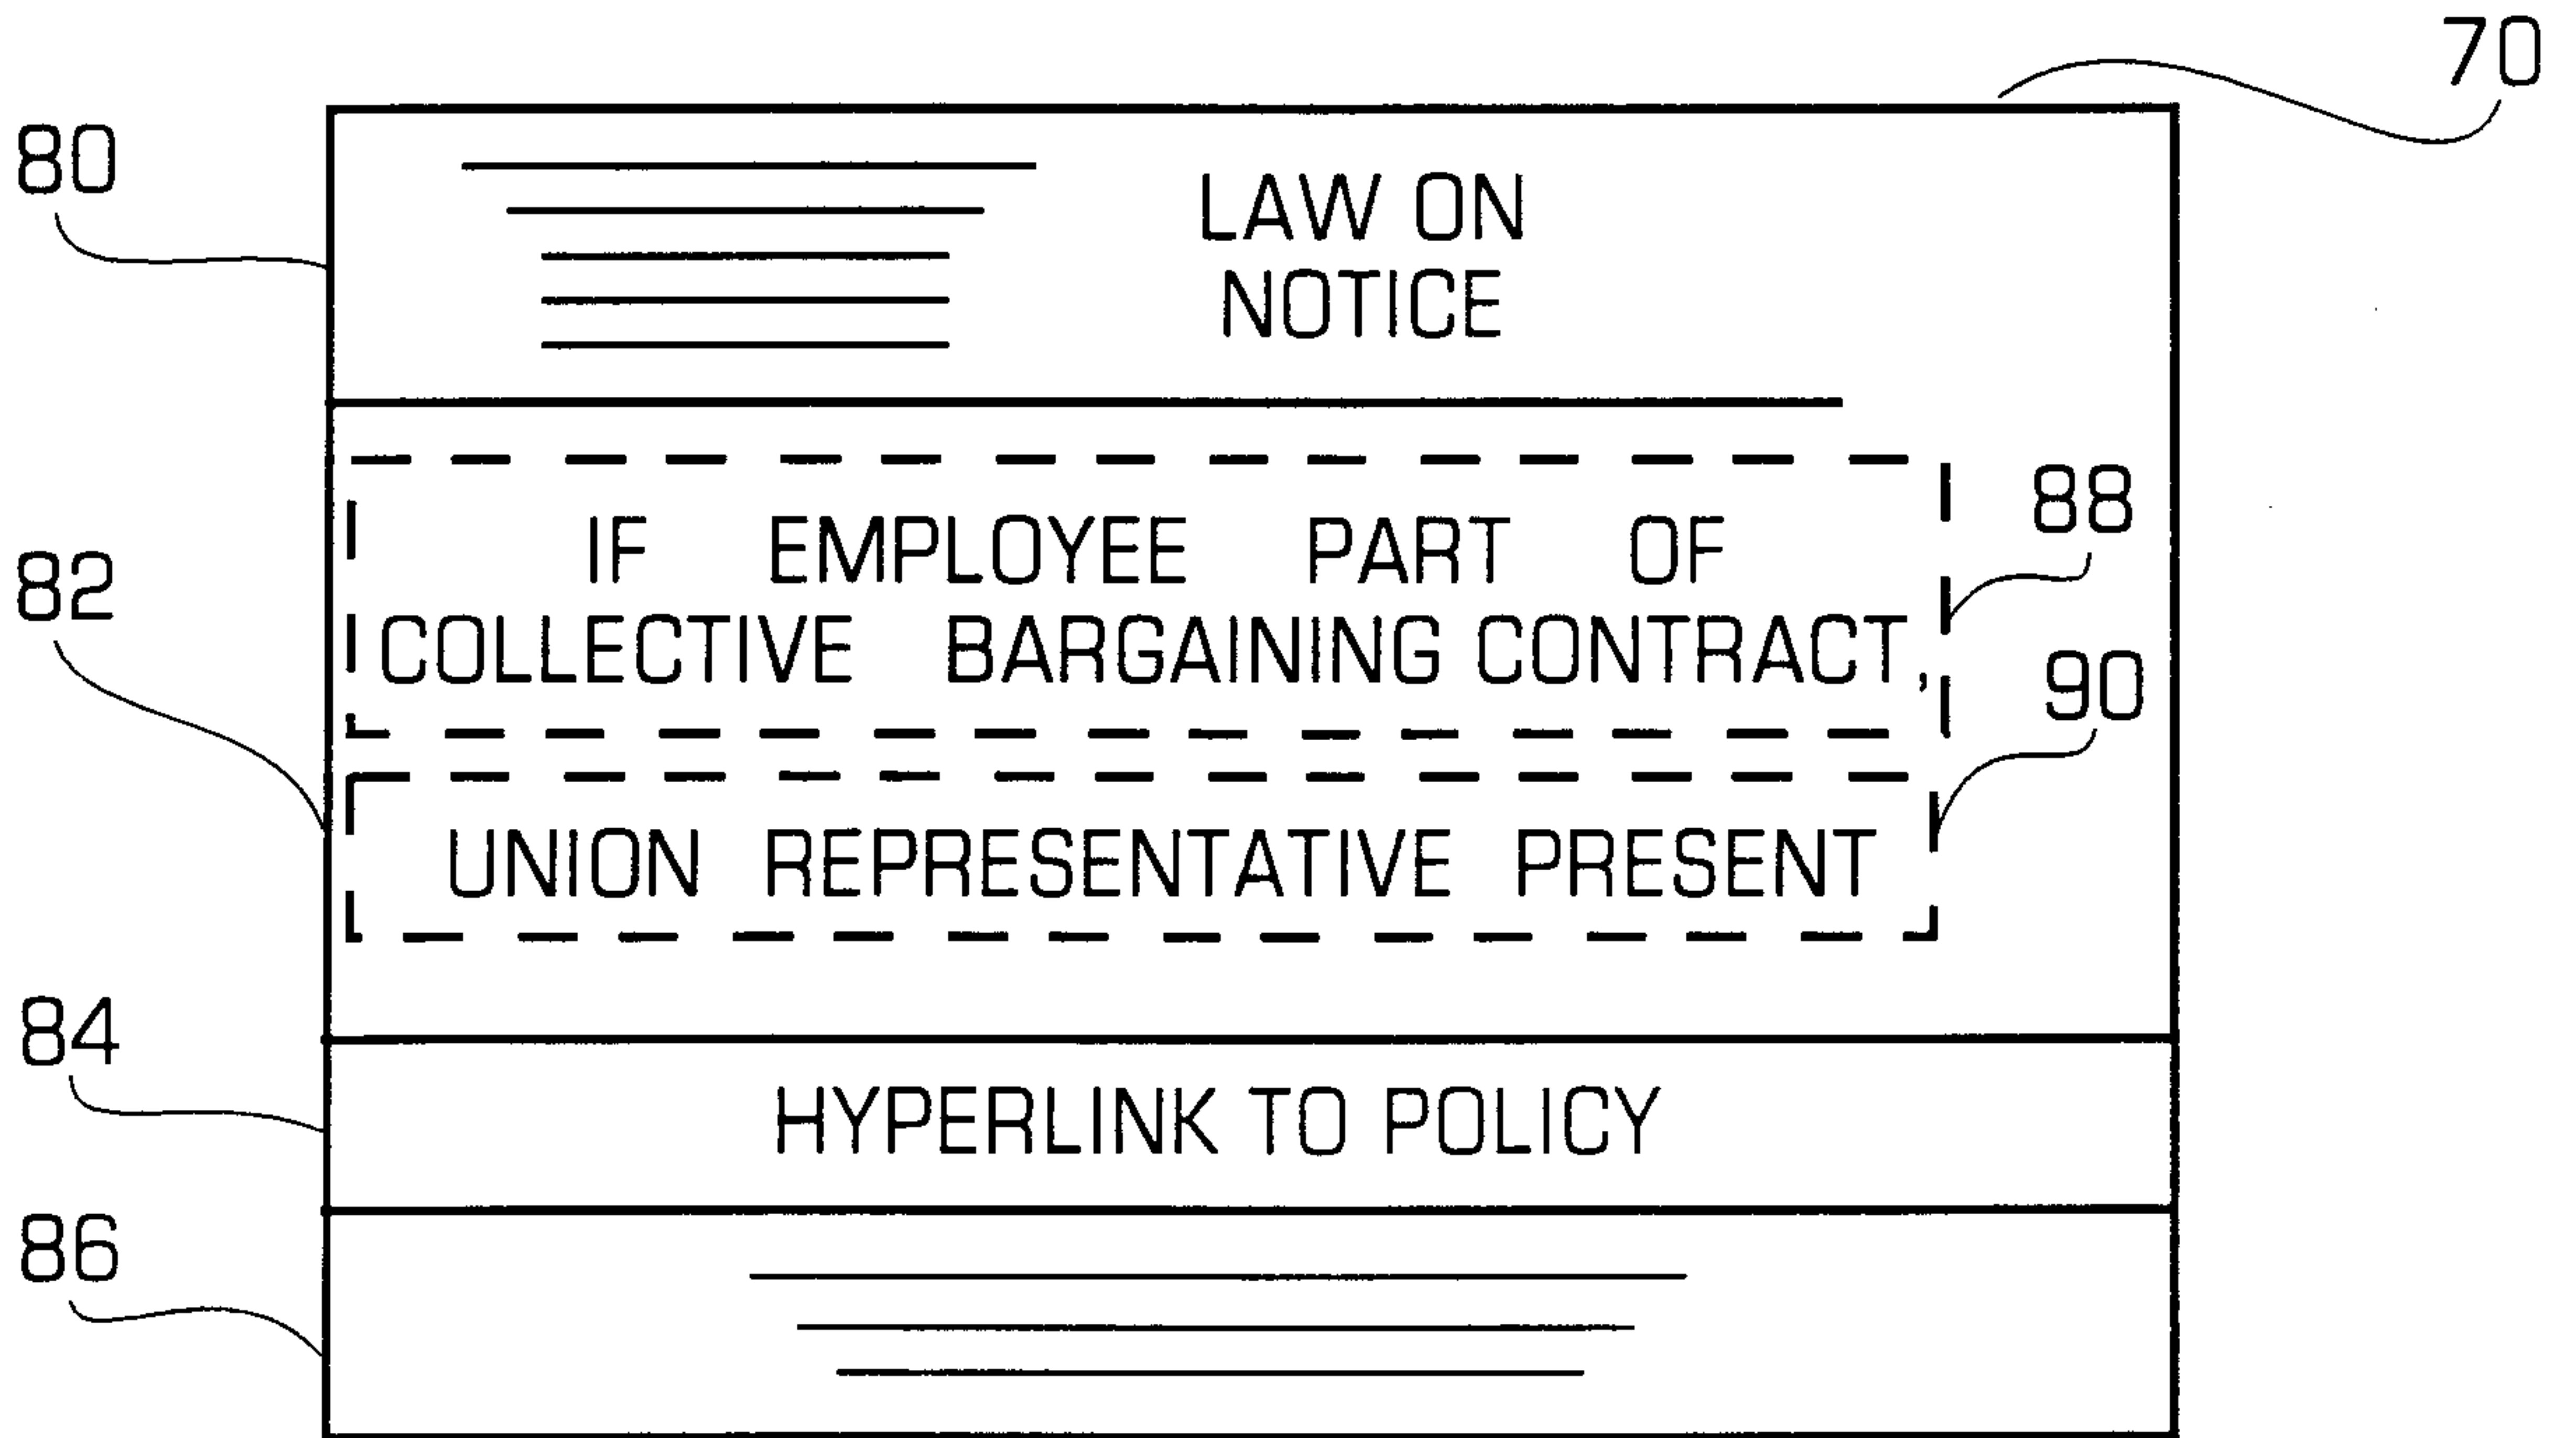 70
80
LAW ON
NOTICE
88
IF EMPLOYEE PART OF
82
COLLECTIVE BARGAINING CONTRACT,
90
UNION REPRESENTATIVE PRESENT
84
HYPERLINK TO POLICY
86